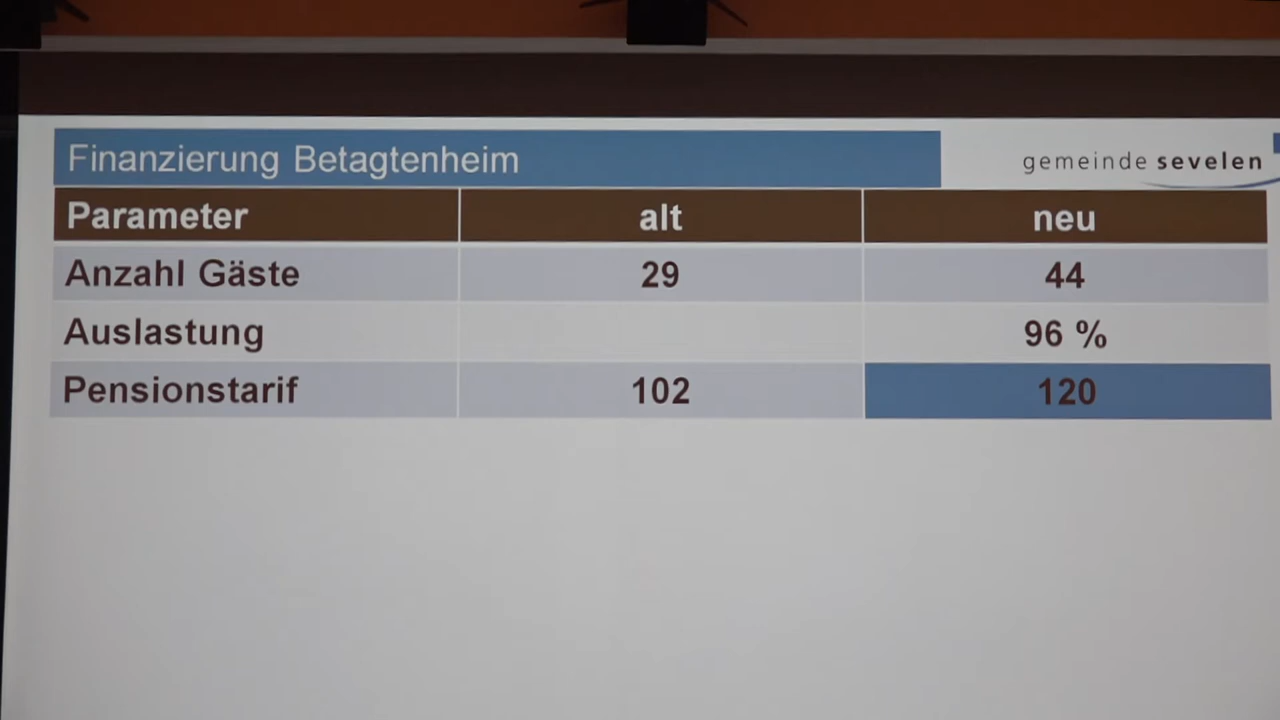 Finanzierung Betagtenheim
gemeinde sevelen
Parameter alt neu
Anzahl Gäste 29 44
Auslastung 96 %
Pensionstarif 102 120